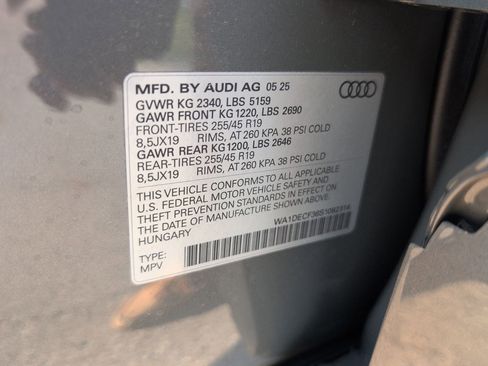 MFD. BY AUDI AG 05 25
GVWR KG 2340, LBS 5159
GAWR FRONT KG 1220, LBS 2690
FRONT-TIRES 255/45 R19
8,5JX19 RIMS, AT 260 KPA 38 PSI COLD
GAWR REAR KG1200, LBS 2646
REAR-TIRES 255/45 R19
8,5JX19 RIMS, AT 260 KPA 38 PSI COLD
THIS VEHICLE CONFORMS TO ALL APPLICABLE
U.S. FEDERAL MOTOR VEHICLE SAFETY AND
THEFT PREVENTION STANDARDS IN EFFECT ON
THE DATE OF MANUFACTURE SHOWN ABOVE.
HUNGARY
TYPE:
MPV